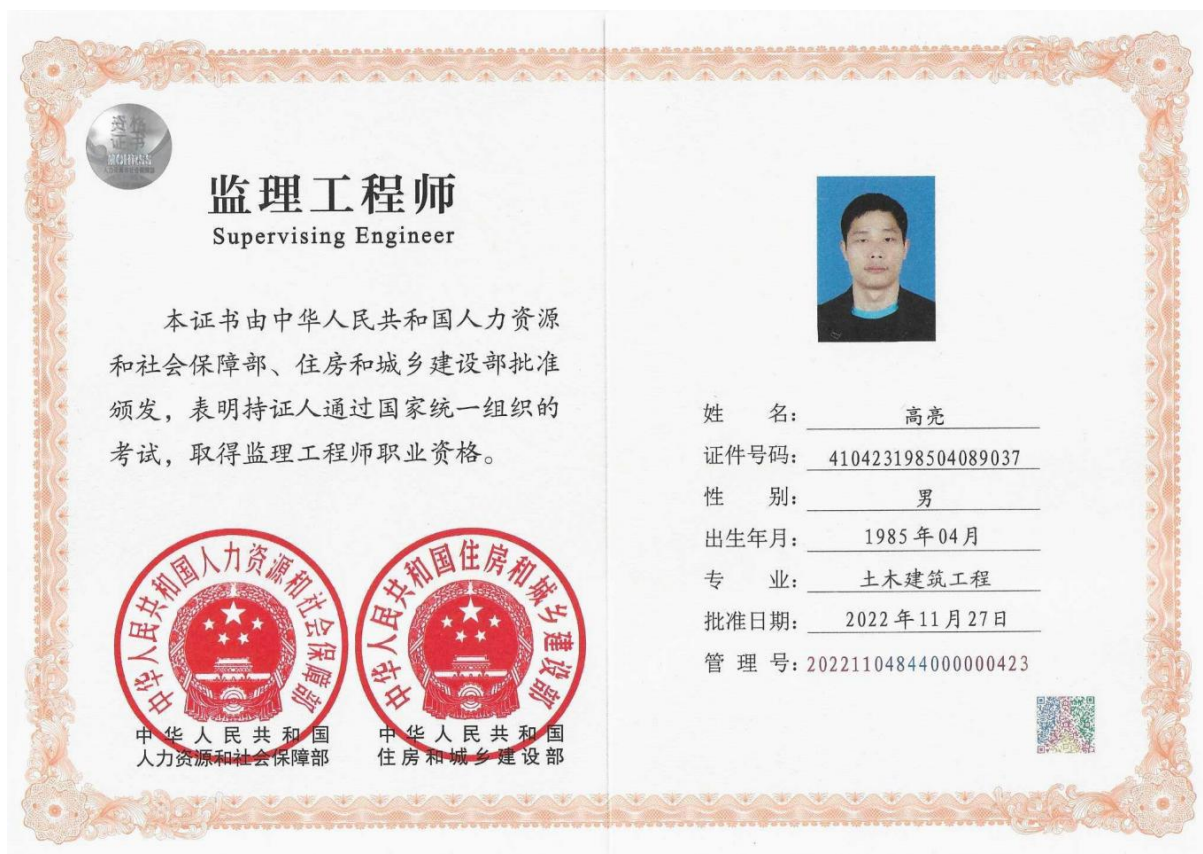 资格
证书
监理工程师
Supervising Engineer
本证书由中华人民共和国人力资源
和社会保障部、住房和城乡建设部批准
颁发，表明持证人通过国家统一组织的
考试，取得监理工程师职业资格。
中华人民共和国人力资源和社会保障部
中华人民共和国
人力资源和社会保障部
中华人民共和国住房和城乡建设部
中华人民共和国
住房和城乡建设部
姓 名：高亮
证件号码：410423198504089037
性 别：男
出生年月：1985年04月
专 业：土木建筑工程
批准日期：2022年11月27日
管 理 号：20221104844000000423